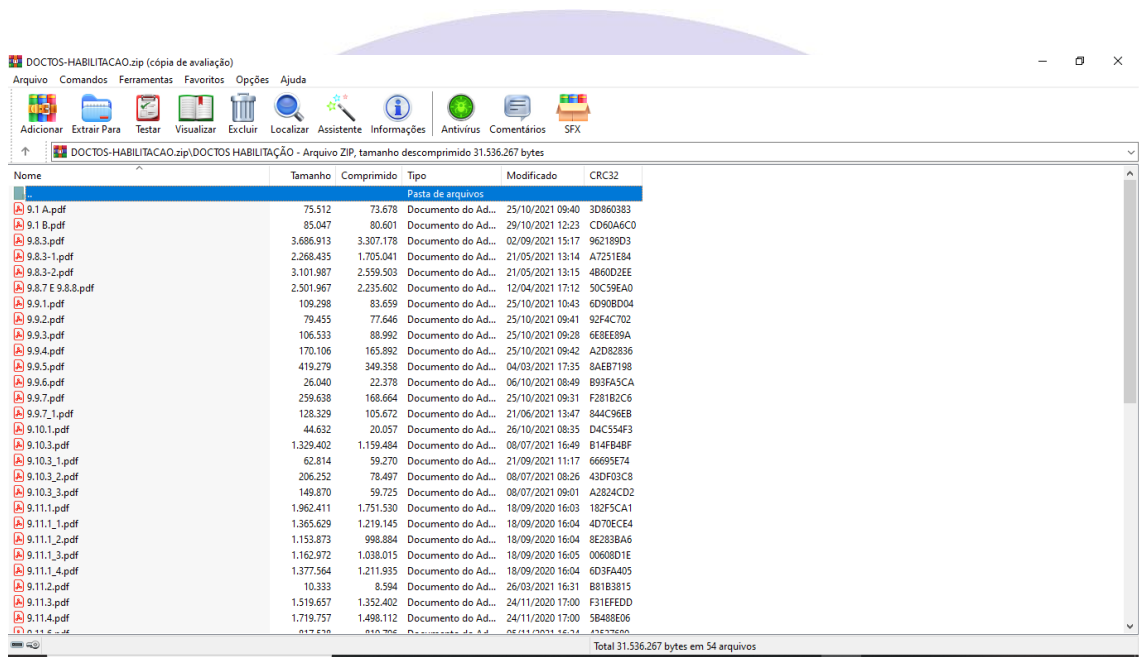 DOCTOS-HABILITACAO.zip (cópia de avaliação)
Arquivo Comandos Ferramentas Favoritos Opções Ajuda
Adicionar Extrair Para Testar Visualizar Excluir Localizar Assistente Informações Antivírus Comentários SFX
DOCTOS-HABILITACAO.zip\DOCTOS HABILITAÇÃO - Arquivo ZIP, tamanho descomprimido 31.536.267 bytes
Nome Tamanho Comprimido Tipo Modificado CRC32
.. Pasta de arquivos
9.1 A.pdf 75.512 73.678 Documento do Ad... 25/10/2021 09:40 3D860383
9.1 B.pdf 85.047 80.601 Documento do Ad... 29/10/2021 12:23 CD60A6C0
9.8.3.pdf 3.686.913 3.307.178 Documento do Ad... 02/09/2021 15:17 962189D3
9.8.3-1.pdf 2.268.435 1.705.041 Documento do Ad... 21/05/2021 13:14 A7251E84
9.8.3-2.pdf 3.101.987 2.559.503 Documento do Ad... 21/05/2021 13:15 4B60D2EE
9.8.7 E 9.8.8.pdf 2.501.967 2.235.602 Documento do Ad... 12/04/2021 17:12 50C59EA0
9.9.1.pdf 109.298 83.659 Documento do Ad... 25/10/2021 10:43 6D90BD04
9.9.2.pdf 79.455 77.646 Documento do Ad... 25/10/2021 09:41 92F4C702
9.9.3.pdf 106.533 88.992 Documento do Ad... 25/10/2021 09:28 6E8EE89A
9.9.4.pdf 170.106 165.892 Documento do Ad... 25/10/2021 09:42 A2D82836
9.9.5.pdf 419.279 349.358 Documento do Ad... 04/03/2021 17:35 8AEB7198
9.9.6.pdf 26.040 22.378 Documento do Ad... 06/10/2021 08:49 B93FA5CA
9.9.7.pdf 259.638 168.664 Documento do Ad... 25/10/2021 09:31 F281B2C6
9.9.7_1.pdf 128.329 105.672 Documento do Ad... 21/06/2021 13:47 844C96EB
9.10.1.pdf 44.632 20.057 Documento do Ad... 26/10/2021 08:35 D4C554F3
9.10.3.pdf 1.329.402 1.159.484 Documento do Ad... 08/07/2021 16:49 B14FB4BF
9.10.3_1.pdf 62.814 59.270 Documento do Ad... 21/09/2021 11:17 66695E74
9.10.3_2.pdf 206.252 78.497 Documento do Ad... 08/07/2021 08:26 43DF03C8
9.10.3_3.pdf 149.870 59.725 Documento do Ad... 08/07/2021 09:01 A2824CD2
9.11.1.pdf 1.962.411 1.751.530 Documento do Ad... 18/09/2020 16:03 182F5CA1
9.11.1_1.pdf 1.365.629 1.219.145 Documento do Ad... 18/09/2020 16:04 4D70ECE4
9.11.1_2.pdf 1.153.873 998.884 Documento do Ad... 18/09/2020 16:04 8E283BA6
9.11.1_3.pdf 1.162.972 1.038.015 Documento do Ad... 18/09/2020 16:05 00608D1E
9.11.1_4.pdf 1.377.564 1.211.935 Documento do Ad... 18/09/2020 16:04 6D3FA405
9.11.2.pdf 10.333 8.594 Documento do Ad... 26/03/2021 16:31 B81B3815
9.11.3.pdf 1.519.657 1.352.402 Documento do Ad... 24/11/2020 17:00 F31EFEDD
9.11.4.pdf 1.719.757 1.498.112 Documento do Ad... 24/11/2020 17:00 5B488E06
Total 31.536.267 bytes em 54 arquivos